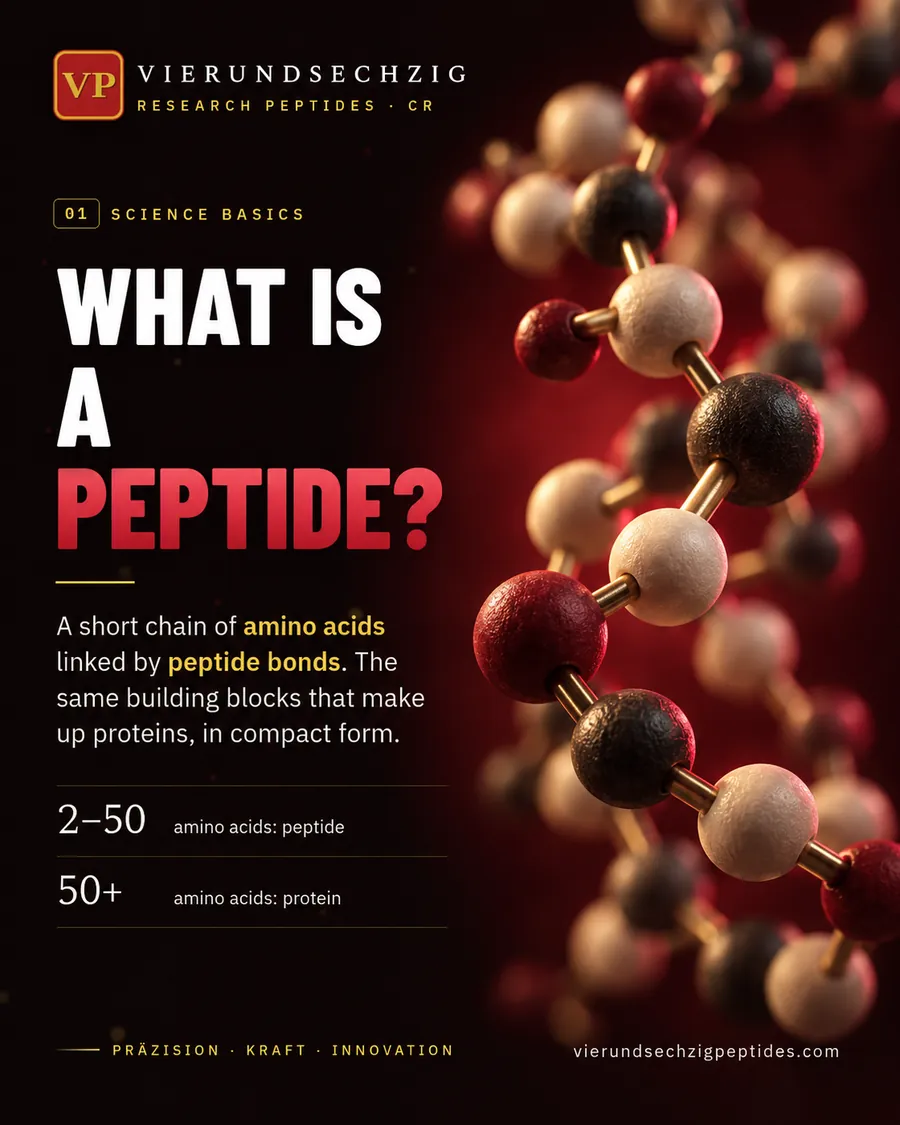 VP
VIERUNDSECHZIG
RESEARCH PEPTIDES · CR
01 SCIENCE BASICS
WHAT IS
A
PEPTIDE?
A short chain of amino acids
linked by peptide bonds. The
same building blocks that make
up proteins, in compact form.
2–50 amino acids: peptide
50+ amino acids: protein
PRÄZISION · KRAFT · INNOVATION
vierundsechzigpeptides.com